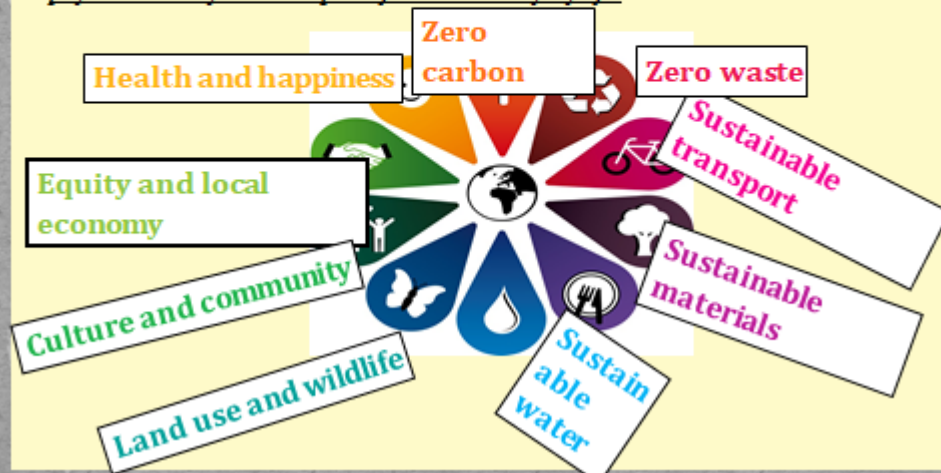 Zero
carbon
Health and happiness
Zero waste
Sustainable
transport
Equity and local
economy
Sustainable
materials
Culture and community
Sustain
able
water
Land use and wildlife